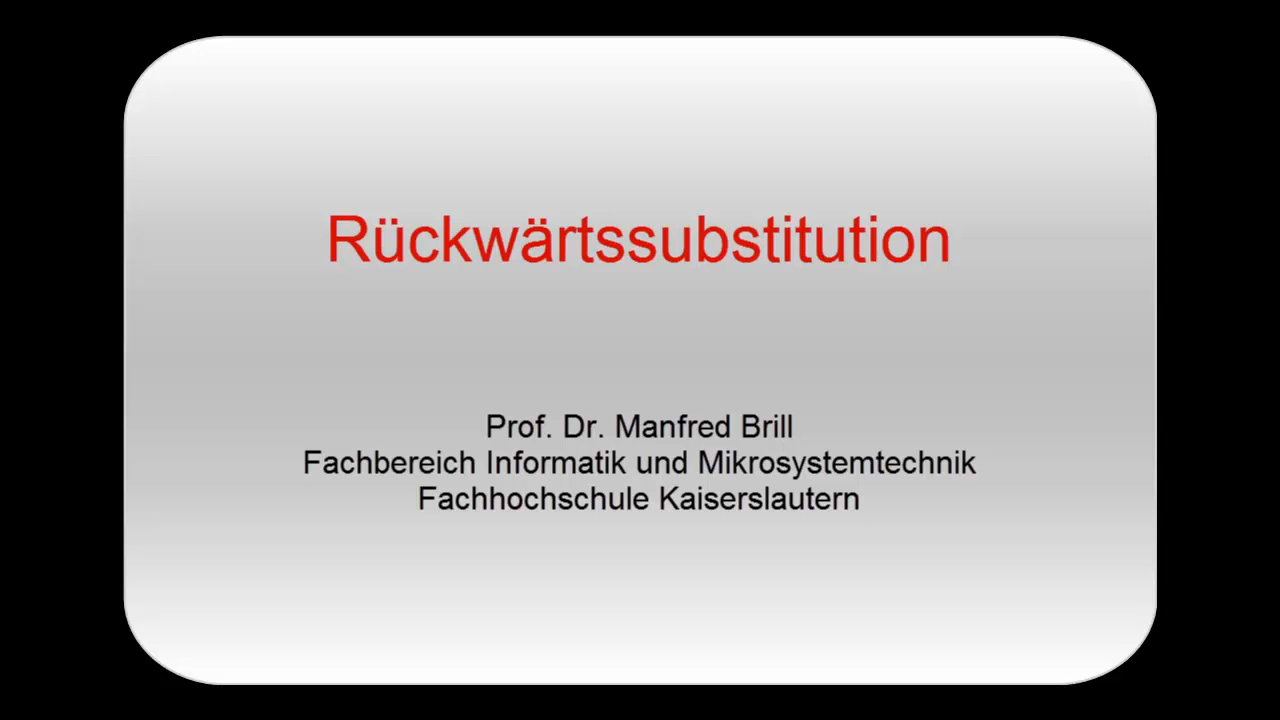 Rückwärtssubstitution
Prof. Dr. Manfred Brill
Fachbereich Informatik und Mikrosystemtechnik
Fachhochschule Kaiserslautern